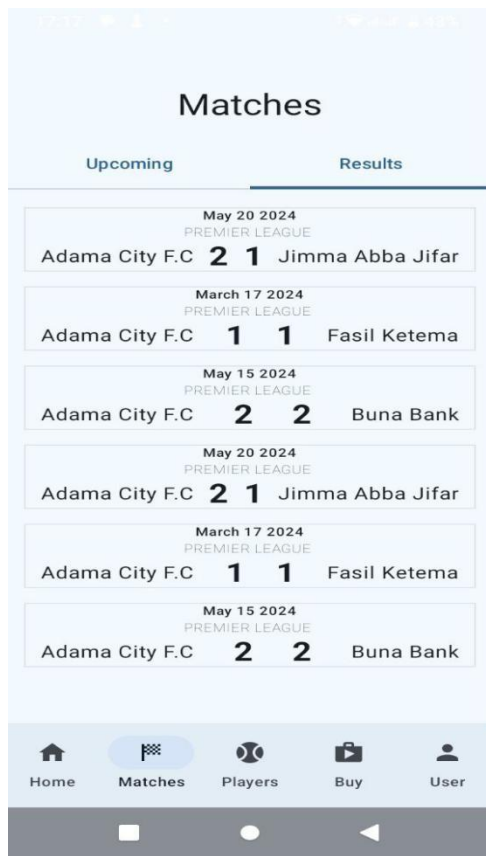 Matches
Upcoming Results
May 20 2024
PREMIER LEAGUE
Adama City F.C 2 1 Jimma Abba Jifar
March 17 2024
PREMIER LEAGUE
Adama City F.C 1 1 Fasil Ketema
May 15 2024
PREMIER LEAGUE
Adama City F.C 2 2 Buna Bank
May 20 2024
PREMIER LEAGUE
Adama City F.C 2 1 Jimma Abba Jifar
March 17 2024
PREMIER LEAGUE
Adama City F.C 1 1 Fasil Ketema
May 15 2024
PREMIER LEAGUE
Adama City F.C 2 2 Buna Bank
Home Matches Players Buy User